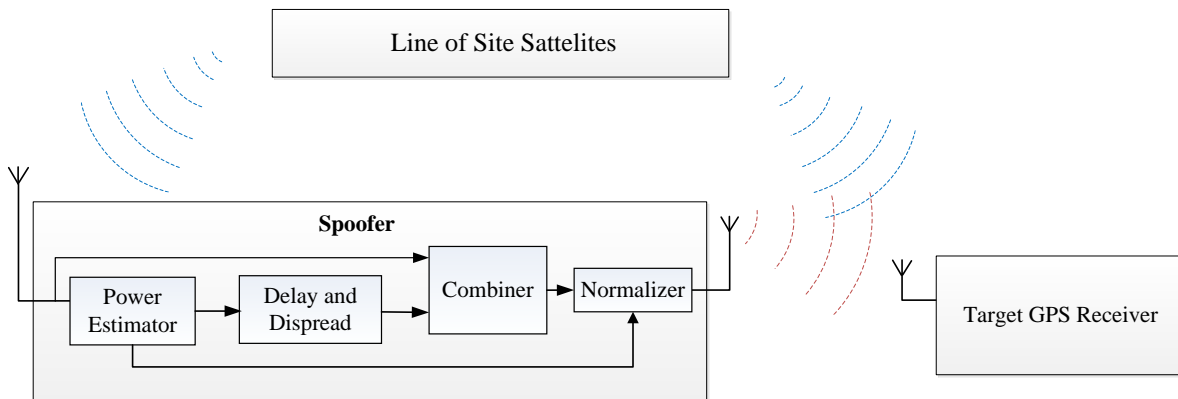 Line of Site Sattelites
Spoofer
Power
Estimator
Delay and
Dispread
Combiner
Normalizer
Target GPS Receiver